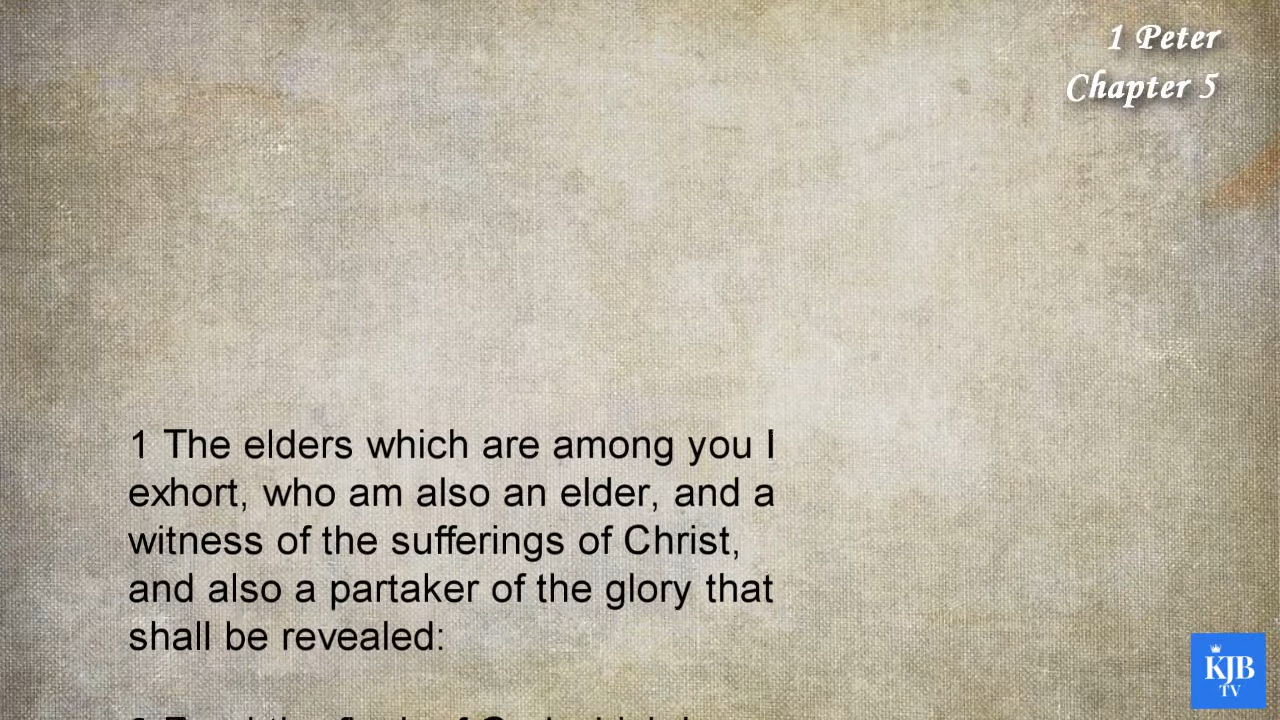 1 Peter
Chapter 5
1 The elders which are among you I
exhort, who am also an elder, and a
witness of the sufferings of Christ,
and also a partaker of the glory that
shall be revealed:
KJB
TV